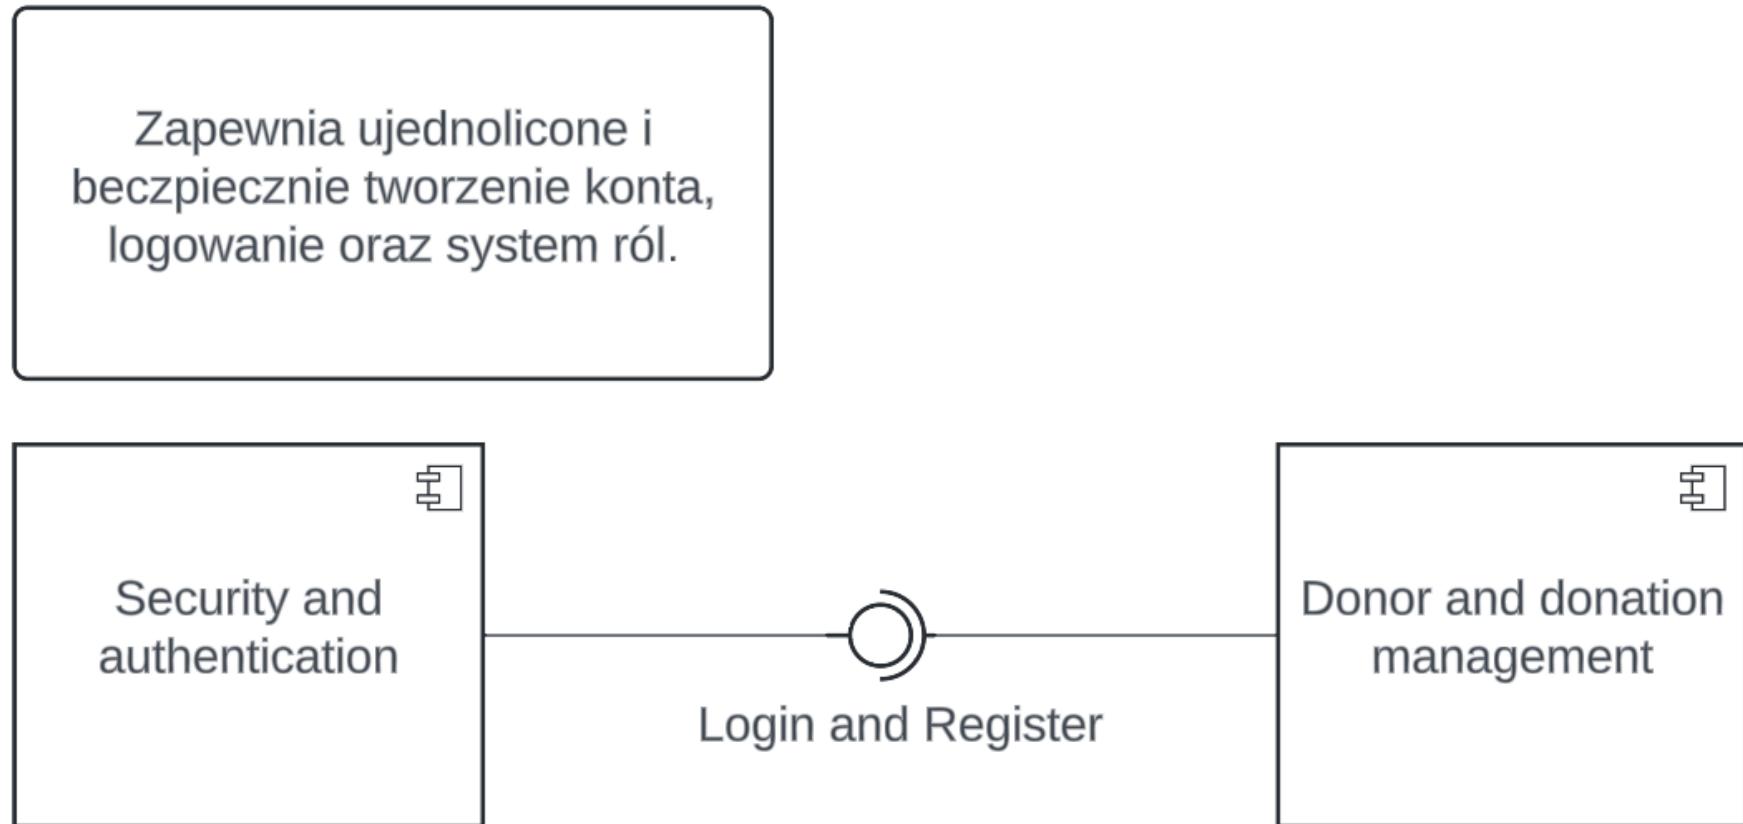 Zapewnia ujednolicone i
beczpiecznie tworzenie konta,
logowanie oraz system ról.
Security and
authentication
Login and Register
Donor and donation
management